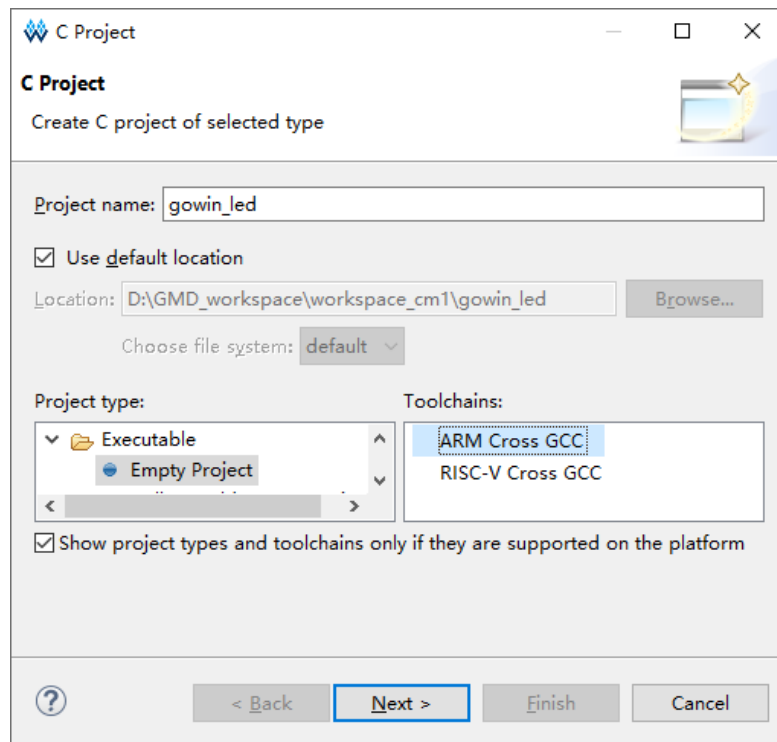 C Project
C Project
Create C project of selected type
Project name: gowin_led
Use default location
Location: D:\GMD_workspace\workspace_cm1\gowin_led Browse...
Choose file system: default
Project type: Toolchains:
Executable ARM Cross GCC
Empty Project RISC-V Cross GCC
Show project types and toolchains only if they are supported on the platform
? < Back Next > Finish Cancel